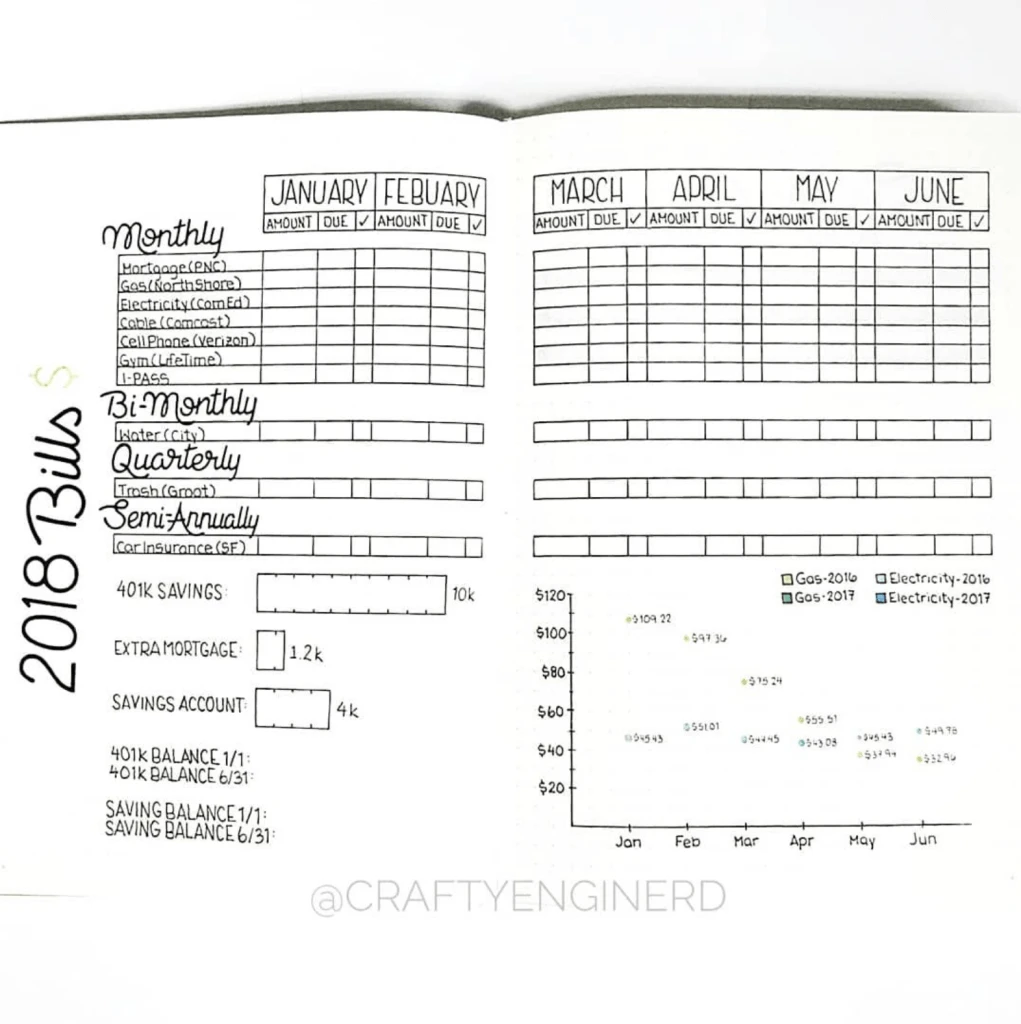 2018 Bills $
JANUARY FEBUARY
AMOUNT DUE ✓ AMOUNT DUE ✓
Monthly
Mortgage (PNC)
Gas (North Shore)
Electricity (ComEd)
Cable (Comcast)
Cell Phone (Verizon)
Gym (LifeTime)
I-PASS
Bi-Monthly
Water (City)
Quarterly
Trash (Groot)
Semi-Annually
Car Insurance (SF)
401K SAVINGS: 10k
EXTRA MORTGAGE: 1.2k
SAVINGS ACCOUNT: 4k
401K BALANCE 1/1:
401K BALANCE 6/31:
SAVING BALANCE 1/1:
SAVING BALANCE 6/31:
MARCH APRIL MAY JUNE
AMOUNT DUE ✓ AMOUNT DUE ✓ AMOUNT DUE ✓ AMOUNT DUE ✓
Gas-2016 Electricity-2016
Gas-2017 Electricity-2017
$120
$109.22
$100
$97.36
$80
$75.24
$60
$55.51
$51.01
$49.78
$45.43 $43.03 $45.43
$40
$37.94 $32.96
$20
Jan Feb Mar Apr May Jun
@CRAFTYENGINERD